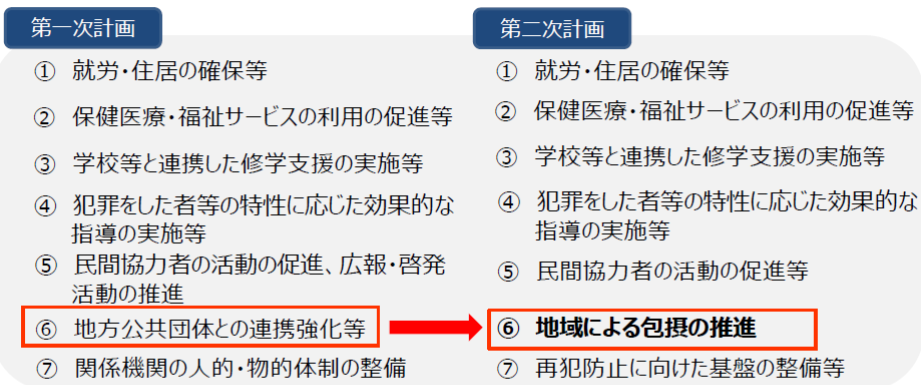 第一次計画
① 就労・住居の確保等
② 保健医療・福祉サービスの利用の促進等
③ 学校等と連携した修学支援の実施等
④ 犯罪をした者等の特性に応じた効果的な
指導の実施等
⑤ 民間協力者の活動の促進、広報・啓発
活動の推進
⑥ 地方公共団体との連携強化等
⑦ 関係機関の人的・物的体制の整備
第二次計画
① 就労・住居の確保等
② 保健医療・福祉サービスの利用の促進等
③ 学校等と連携した修学支援の実施等
④ 犯罪をした者等の特性に応じた効果的な
指導の実施等
⑤ 民間協力者の活動の促進等
⑥ 地域による包摂の推進
⑦ 再犯防止に向けた基盤の整備等